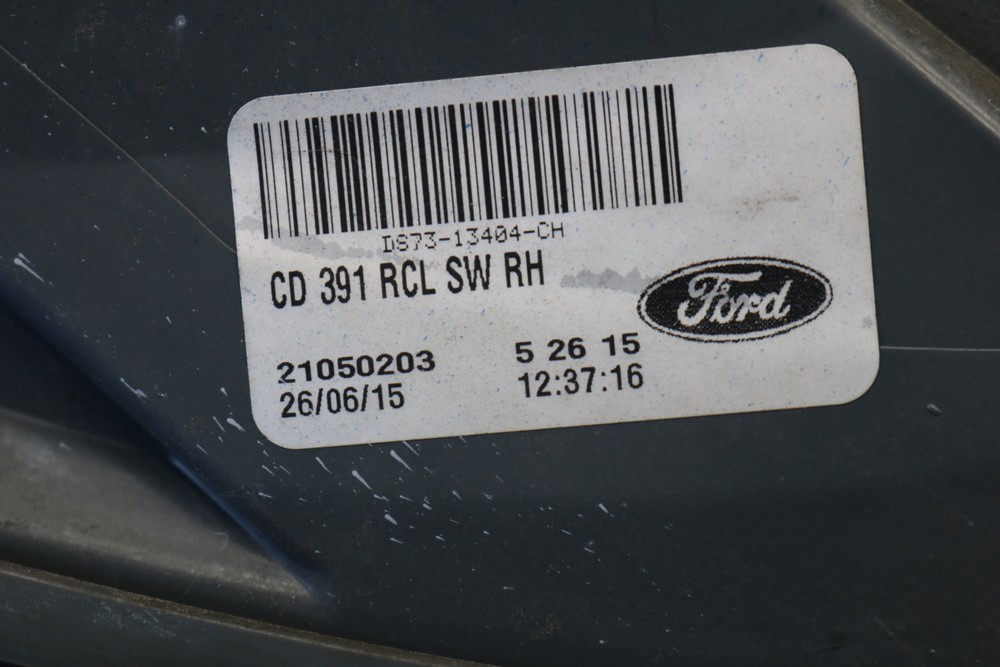 DS73-13404-CH
CD 391 RCL SW RH
Ford
21050203 5 26 15
26/06/15 12:37:16